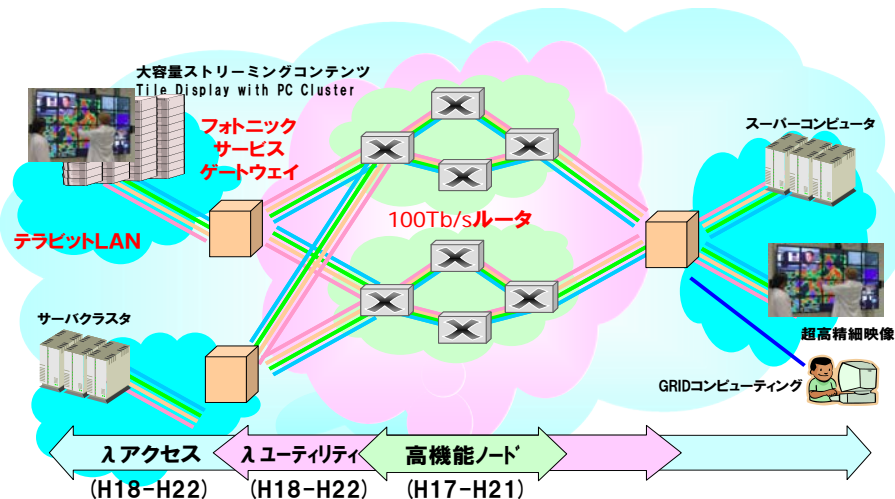 大容量ストリーミングコンテンツ
Tile Display with PC Cluster
フォトニック
サービス
ゲートウェイ
スーパーコンピュータ
100Tb/sルータ
テラビットLAN
サーバクラスタ
超高精細映像
GRIDコンピューティング
λアクセス
λユーティリティ
高機能ノード
(H18-H22)
(H18-H22)
(H17-H21)